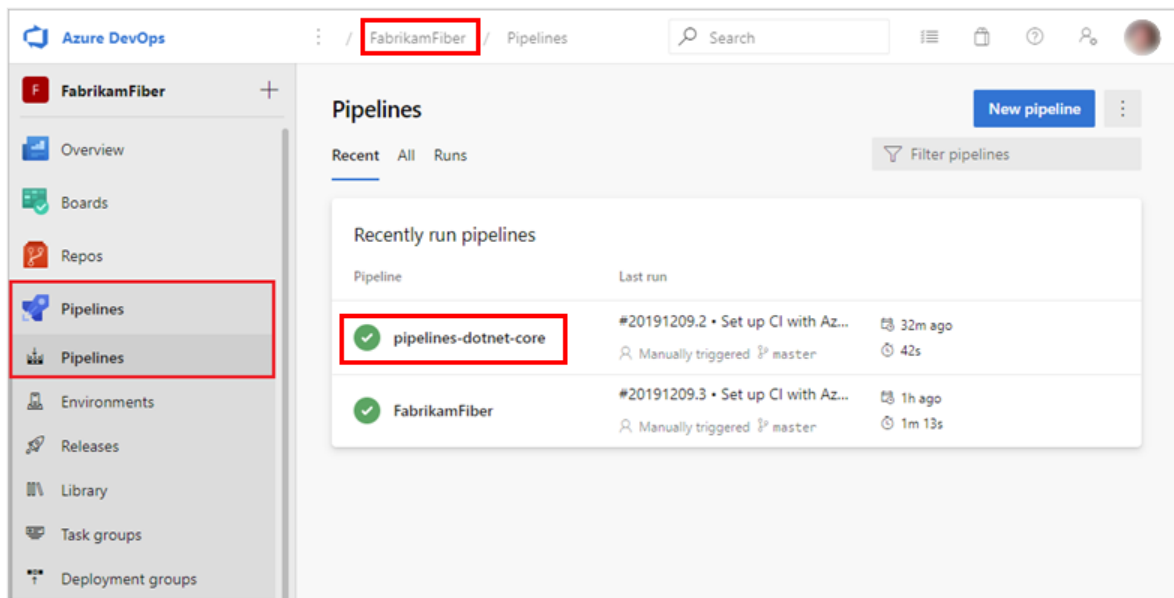 Azure DevOps
/ FabrikamFiber / Pipelines
Search
F FabrikamFiber
Overview
Boards
Repos
Pipelines
Pipelines
Environments
Releases
Library
Task groups
Deployment groups
Pipelines
New pipeline
Recent All Runs
Filter pipelines
Recently run pipelines
Pipeline Last run
pipelines-dotnet-core
#20191209.2 • Set up CI with Az...
Manually triggered master
32m ago
42s
FabrikamFiber
#20191209.3 • Set up CI with Az...
Manually triggered master
1h ago
1m 13s